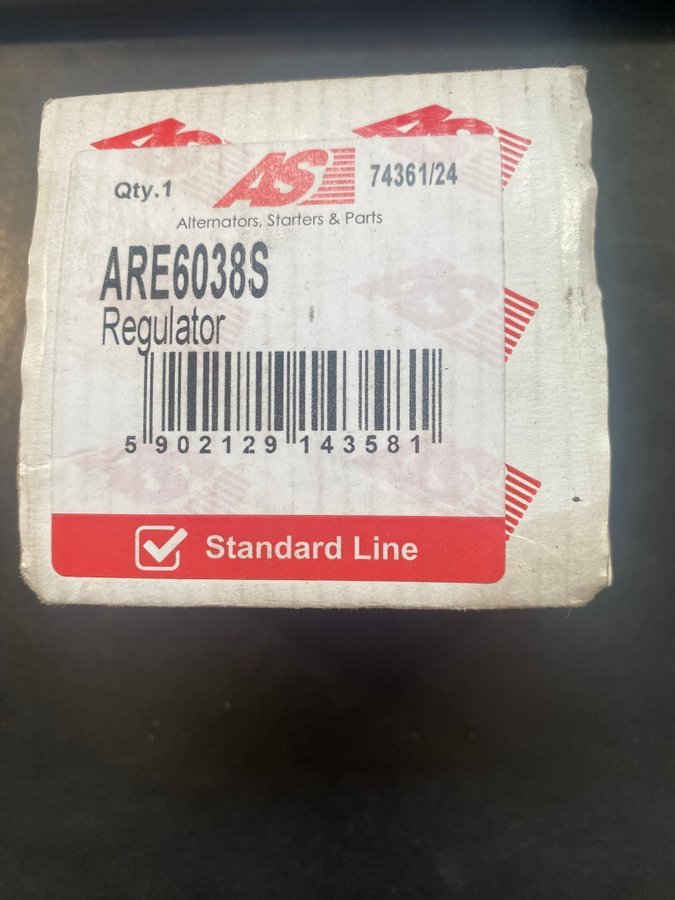 Qty.1
AS
74361/24
Alternators, Starters & Parts
ARE6038S
Regulator
5 902129 143581
Standard Line